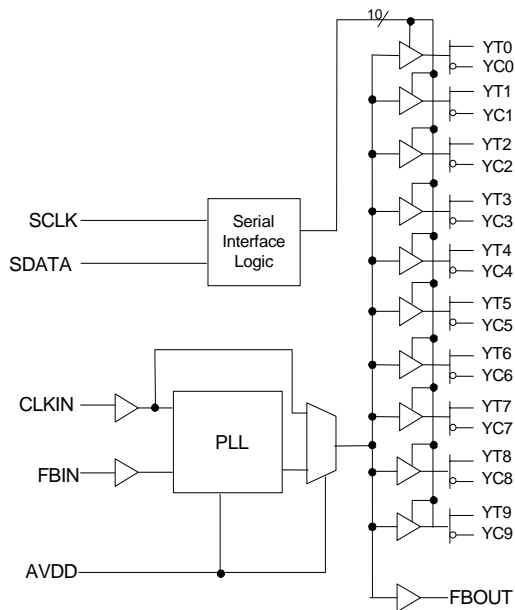 10
YT0
YC0
YT1
YC1
YT2
YC2
YT3
YC3
YT4
YC4
YT5
YC5
YT6
YC6
YT7
YC7
YT8
YC8
YT9
YC9
FBOUT
SCLK
SDATA
Serial
Interface
Logic
CLKIN
FBIN
PLL
AVDD